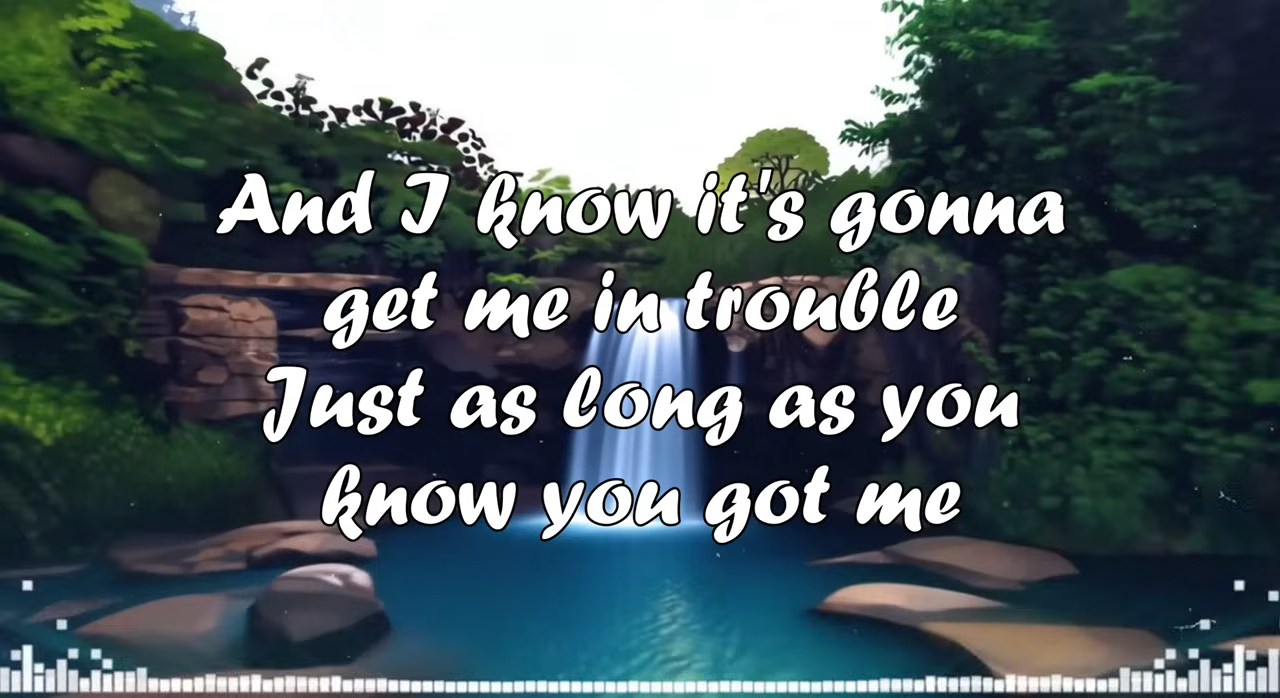 And I know it's gonna
get me in trouble
Just as long as you
know you got me